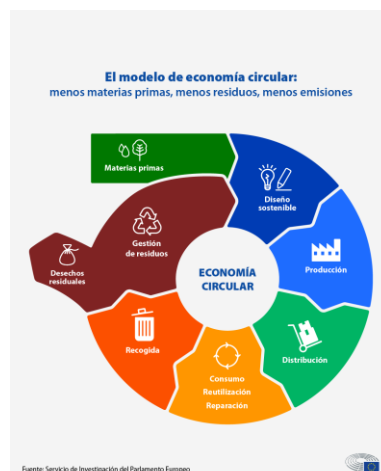 El modelo de economía circular:
menos materias primas, menos residuos, menos emisiones
Materias primas
Diseño
sostenible
Producción
Distribución
Consumo
Reutilización
Reparación
Recogida
Gestión
de residuos
Desechos
residuales
ECONOMÍA
CIRCULAR
Fuente: Servicio de Investigación del Parlamento Europeo